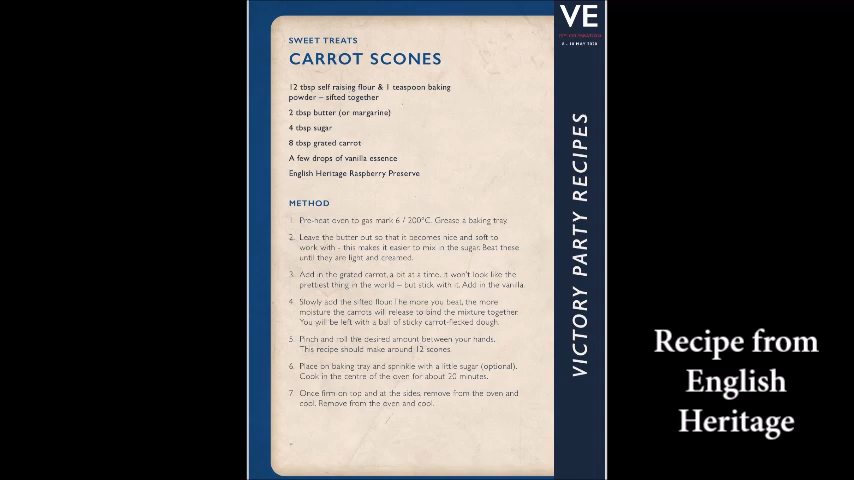 SWEET TREATS
CARROT SCONES
12 tbsp self raising flour & 1 teaspoon baking
powder – sifted together
2 tbsp butter (or margarine)
4 tbsp sugar
8 tbsp grated carrot
A few drops of vanilla essence
English Heritage Raspberry Preserve
METHOD
1. Pre-heat oven to gas mark 6 / 200°C. Grease a baking tray.
2. Leave the butter out so that it becomes nice and soft to
work with - this makes it easier to mix in the sugar. Beat these
until they are light and creamed.
3. Add in the grated carrot, a bit at a time. It won't look like the
prettiest thing in the world – but stick with it. Add in the vanilla.
4. Slowly add the sifted flour. The more you beat, the more
moisture the carrots will release to bind the mixture together.
You will be left with a ball of sticky carrot-flecked dough.
5. Pinch and roll the desired amount between your hands.
This recipe should make around 12 scones.
6. Place on baking tray and sprinkle with a little sugar (optional).
Cook in the centre of the oven for about 20 minutes.
7. Once firm on top and at the sides, remove from the oven and
cool. Remove from the oven and cool.
VE
8 - 10 MAY 2020
VICTORY PARTY RECIPES
Recipe from
English
Heritage